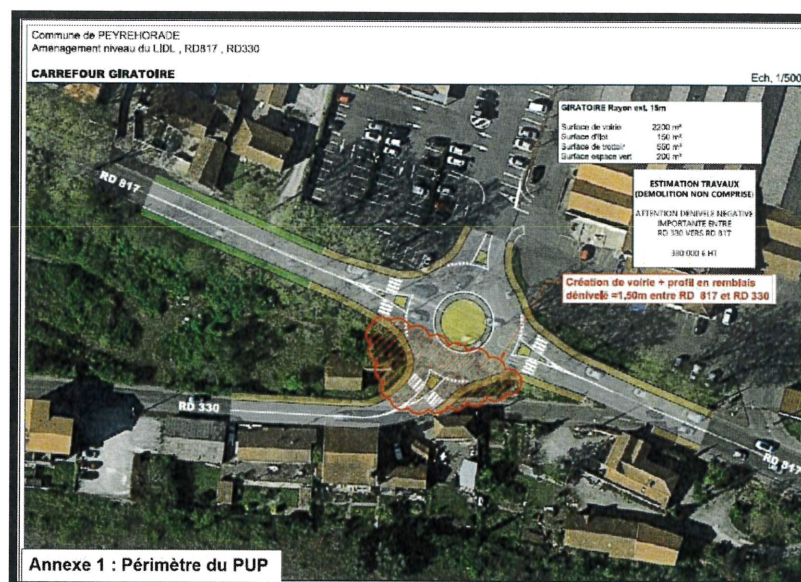 Commune de PEYREHORADE
Aménagement niveau du LIDL , RD817 , RD330
CARREFOUR GIRATOIRE
Ech, 1/500
GIRATOIRE Rayon ext, 15m
Surface de voirie 2200 m²
Surface d'îlot 150 m²
Surface de trottoir 550 m²
Surface espace vert 200 m²
ESTIMATION TRAVAUX
(DEMOLITION NON COMPRISE)
ATTENTION DENIVELE NEGATIVE
IMPORTANTE ENTRE
RD 330 VERS RD 817
380 000 € HT
RD 817
Création de voirie + profil en remblais
dénivelé =1,50m entre RD 817 et RD 330
RD 330
RD 817
Annexe 1 : Périmètre du PUP